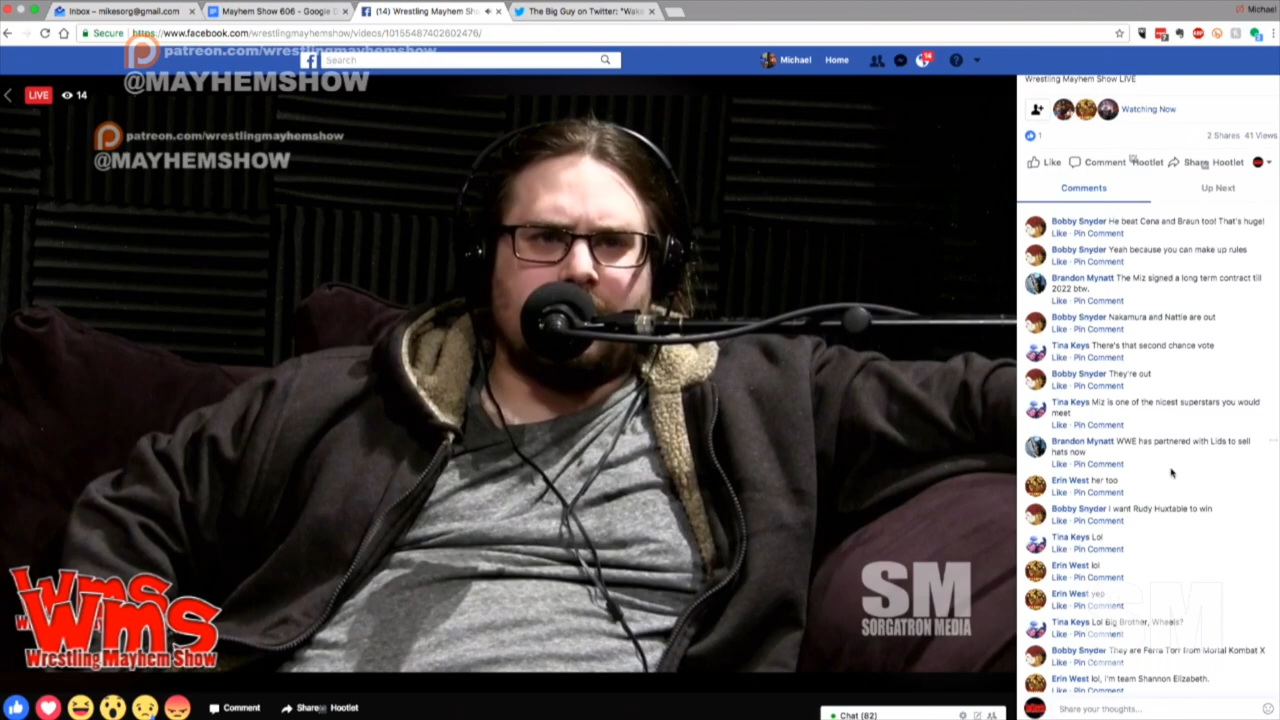 Michael
Inbox - mikesorg@gmail.com
Mayhem Show 606 - Google D
(14) Wrestling Mayhem Sh
The Big Guy on Twitter: "Wake
Secure
https://www.facebook.com/wrestlingmayhemshow/videos/10155487402602476/
patreon.com/wrestlingmayhemshow
@MAYHEMSHOW
Search
Michael
Home
14
LIVE
14
patreon.com/wrestlingmayhemshow
@MAYHEMSHOW
Wrestling Mayhem Show LIVE
Watching Now
1
2 Shares 41 Views
Like Comment Hootlet Share Hootlet
Comments
Up Next
Bobby Snyder He beat Cena and Braun too! That's huge!
Like · Pin Comment
Bobby Snyder Yeah because you can make up rules
Like · Pin Comment
Brandon Mynatt The Miz signed a long term contract till
2022 btw.
Like · Pin Comment
Bobby Snyder Nakamura and Nattie are out
Like · Pin Comment
Tina Keys There's that second chance vote
Like · Pin Comment
Bobby Snyder They're out
Like · Pin Comment
Tina Keys Miz is one of the nicest superstars you would
meet
Like · Pin Comment
Brandon Mynatt WWE has partnered with Lids to sell
hats now
Like · Pin Comment
Erin West her too
Like · Pin Comment
Bobby Snyder I want Rudy Huxtable to win
Like · Pin Comment
Tina Keys Lol
Like · Pin Comment
Erin West lol
Like · Pin Comment
Erin West yep
Like · Pin Comment
Tina Keys Lol Big Brother, Wheels?
Like · Pin Comment
Bobby Snyder They are Ferra Torr from Mortal Kombat X
Like · Pin Comment
Erin West lol, i'm team Shannon Elizabeth.
Like · Pin Comment
Share your thoughts...
WMS
Wrestling Mayhem Show
SM
SORGATRON MEDIA
SM
Comment
Share
Hootlet
Chat (82)